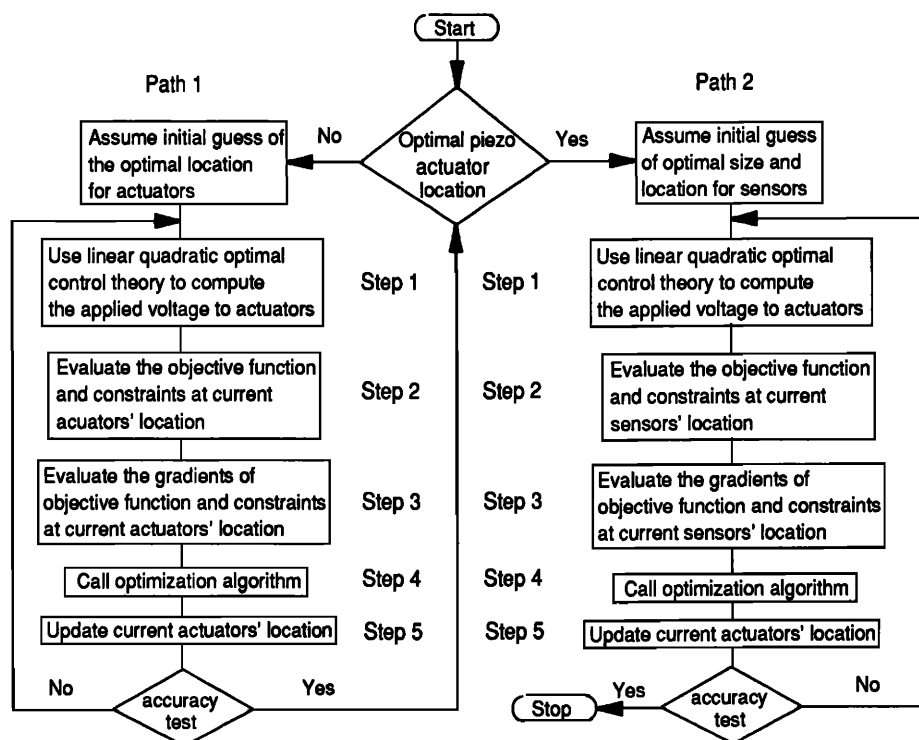 Start
Path 1
Path 2
Optimal piezo
actuator
location
No
Yes
Assume initial guess of
the optimal location
for actuators
Use linear quadratic optimal
control theory to compute
the applied voltage to actuators
Evaluate the objective function
and constraints at current
acuators' location
Evaluate the gradients of
objective function and constraints
at current actuators' location
Call optimization algorithm
Update current actuators' location
accuracy
test
No
Yes
Step 1
Step 2
Step 3
Step 4
Step 5
Step 1
Step 2
Step 3
Step 4
Step 5
Assume initial guess
of optimal size and
location for sensors
Use linear quadratic optimal
control theory to compute
the applied voltage to actuators
Evaluate the objective function
and constraints at current
sensors' location
Evaluate the gradients of
objective function and constraints
at current sensors' location
Call optimization algorithm
Update current actuators' location
accuracy
test
Yes
No
Stop